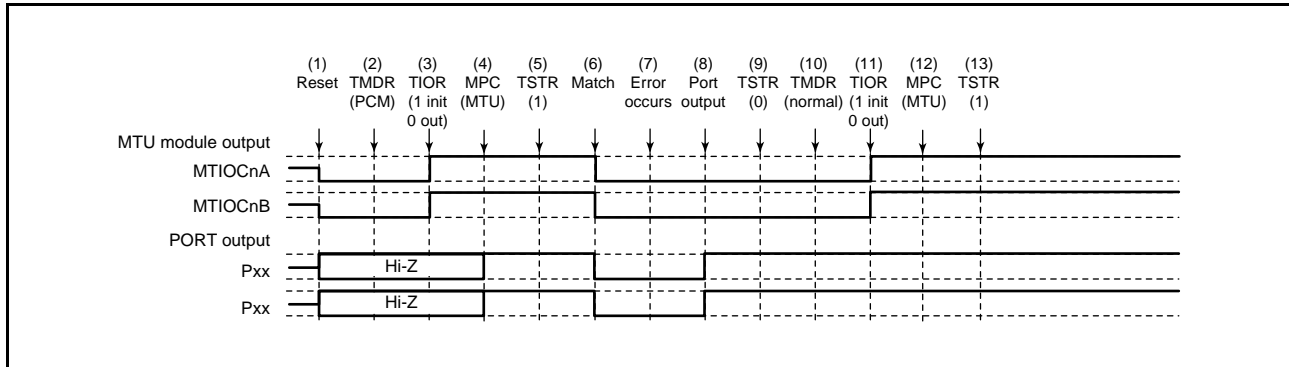 (1) (2) (3) (4) (5) (6) (7) (8) (9) (10) (11) (12) (13)
Reset TMDR TIOR MPC TSTR Match Error Port TSTR TMDR TIOR MPC TSTR
(PCM) (1 init (MTU) (1) occurs output (0) (normal) (1 init (MTU) (1)
0 out) 0 out)
MTU module output
MTIOCnA
MTIOCnB
PORT output
Pxx Hi-Z
Pxx Hi-Z